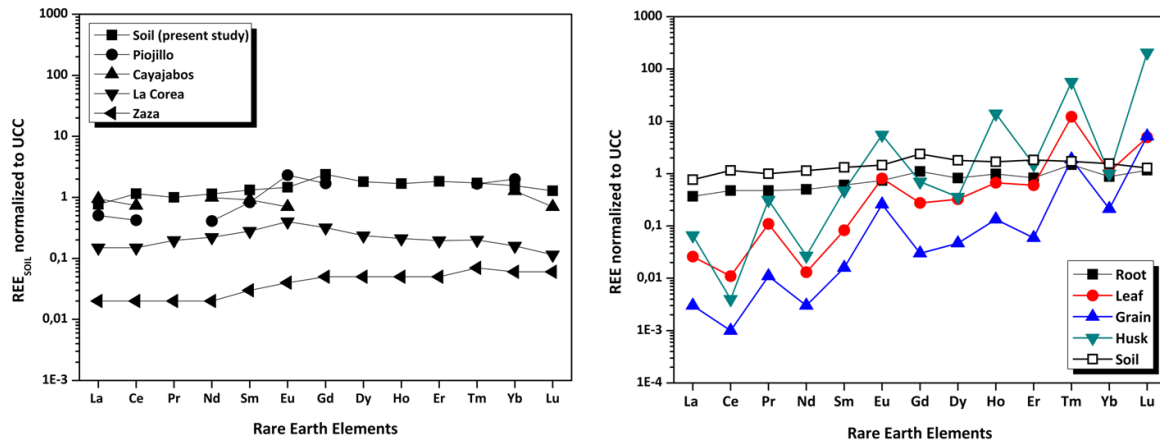 1000
100
10
1
0,1
0,01
1E-3
REE SOIL normalized to UCC
Soil (present study)
Piojillo
Cayajabos
La Corea
Zaza
La Ce Pr Nd Sm Eu Gd Dy Ho Er Tm Yb Lu
Rare Earth Elements
1000
100
10
1
0,1
0,01
1E-3
1E-4
REE normalized to UCC
Root
Leaf
Grain
Husk
Soil
La Ce Pr Nd Sm Eu Gd Dy Ho Er Tm Yb Lu
Rare Earth Elements